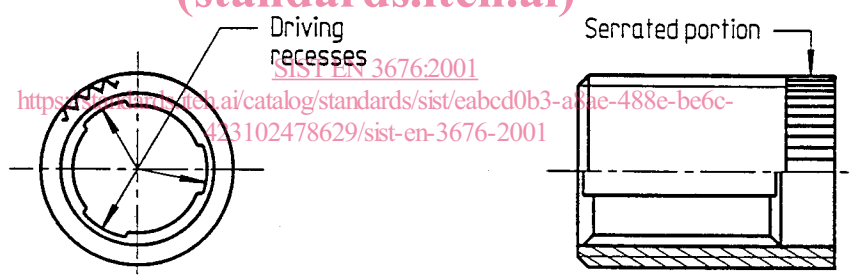 (standards.iteh.ai)
Driving
recesses
Serrated portion
SIST EN 3676:2001
https://standards.iteh.ai/catalog/standards/sist/eabcd0b3-a8ae-488e-be6c-
423102478629/sist-en-3676-2001